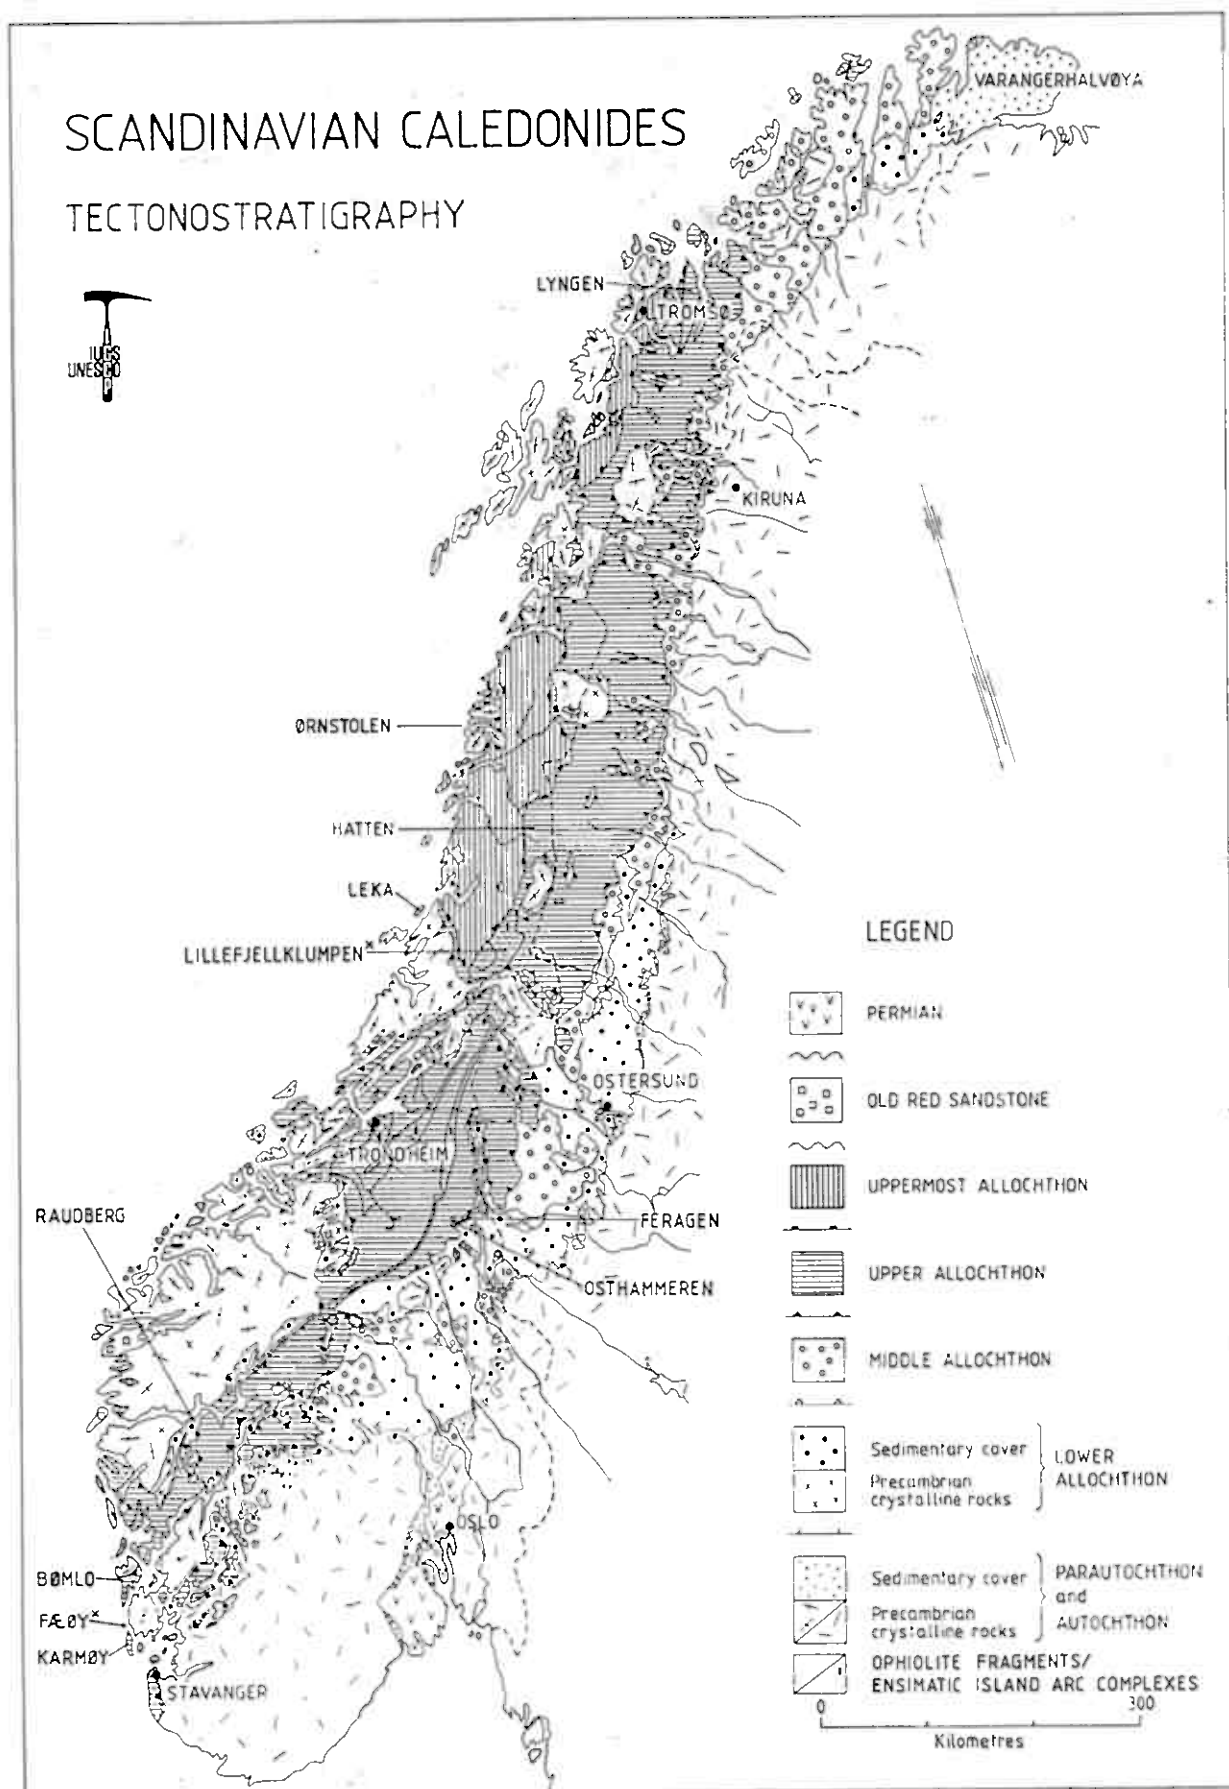 SCANDINAVIAN CALEDONIDES
TECTONOSTRATIGRAPHY
IUGS
UNESCO
P
VARANGERHALVØYA
LYNGEN
TROMSØ
KIRUNA
ØRNSTOLEN
HATTEN
LEKA
LILLEFJELLKLUMPEN x
OSTERSUND
TRONDHEIM
RAUDBERG
FERAGEN
OSTHAMMEREN
OSLO
BØMLO
FÆØY x
KARMØY
STAVANGER
LEGEND
PERMIAN
OLD RED SANDSTONE
UPPERMOST ALLOCHTHON
UPPER ALLOCHTHON
MIDDLE ALLOCHTHON
Sedimentary cover
Precambrian
crystalline rocks
LOWER
ALLOCHTHON
Sedimentary cover
Precambrian
crystalline rocks
PARAUTOCHTHON
and
AUTOCHTHON
OPHIOLITE FRAGMENTS/
ENSIMATIC ISLAND ARC COMPLEXES
0 300
Kilometres